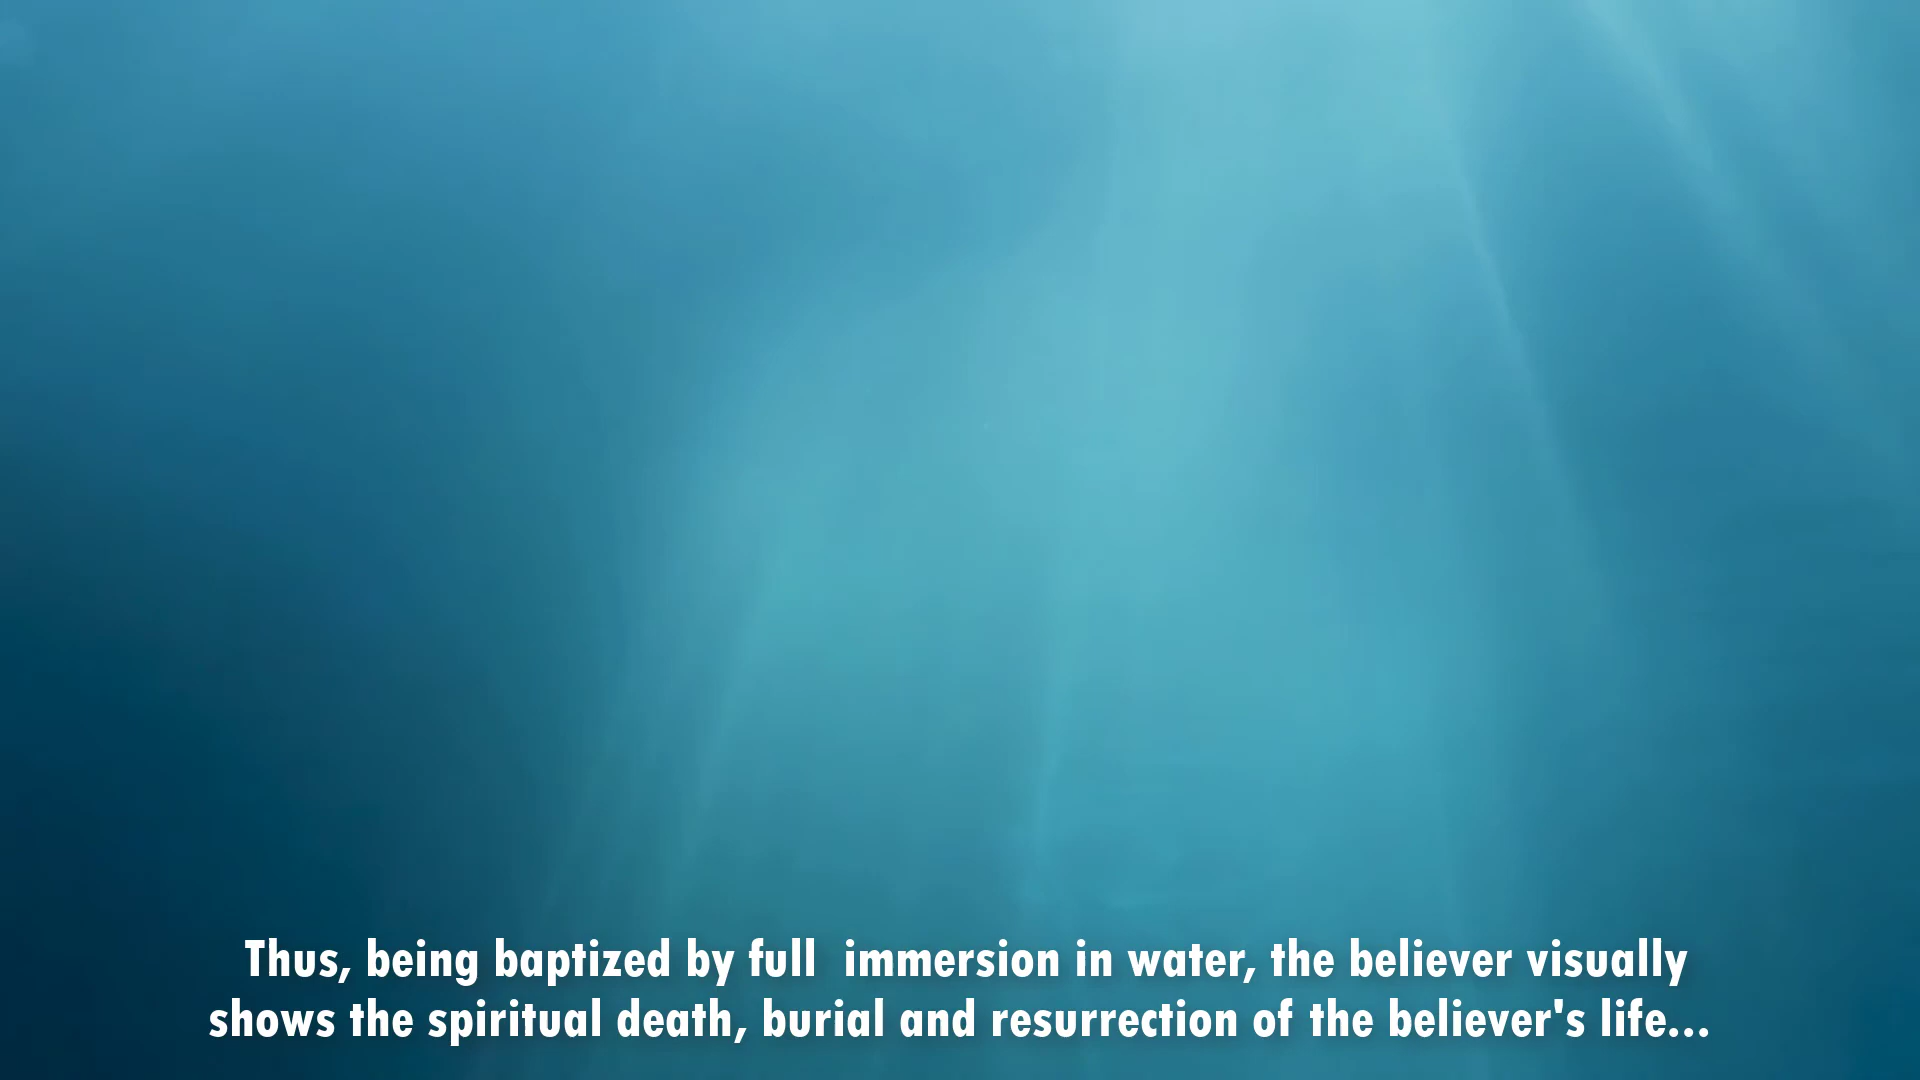 Thus, being baptized by full  immersion in water, the believer visually
shows the spiritual death, burial and resurrection of the believer's life...